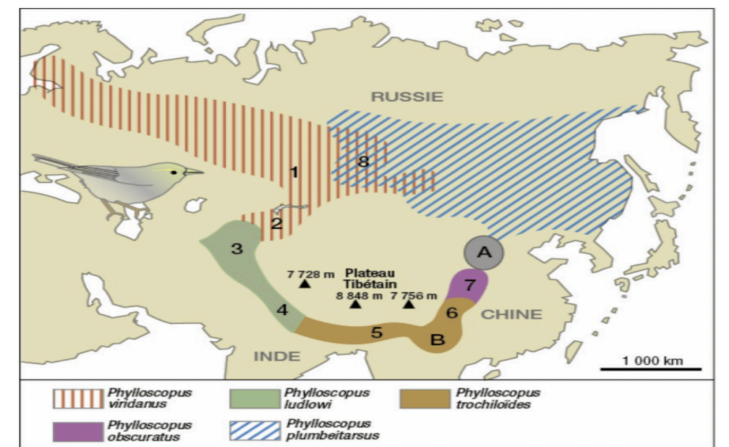 RUSSIE
8
1
2
3
A
7 728 m Plateau
Tibétain
8 848 m 7 756 m
7
4
6
CHINE
5
B
INDE
1 000 km
Phylloscopus
viridanus
Phylloscopus
ludlowi
Phylloscopus
trochiloïdes
Phylloscopus
obscuratus
Phylloscopus
plumbeitarsus